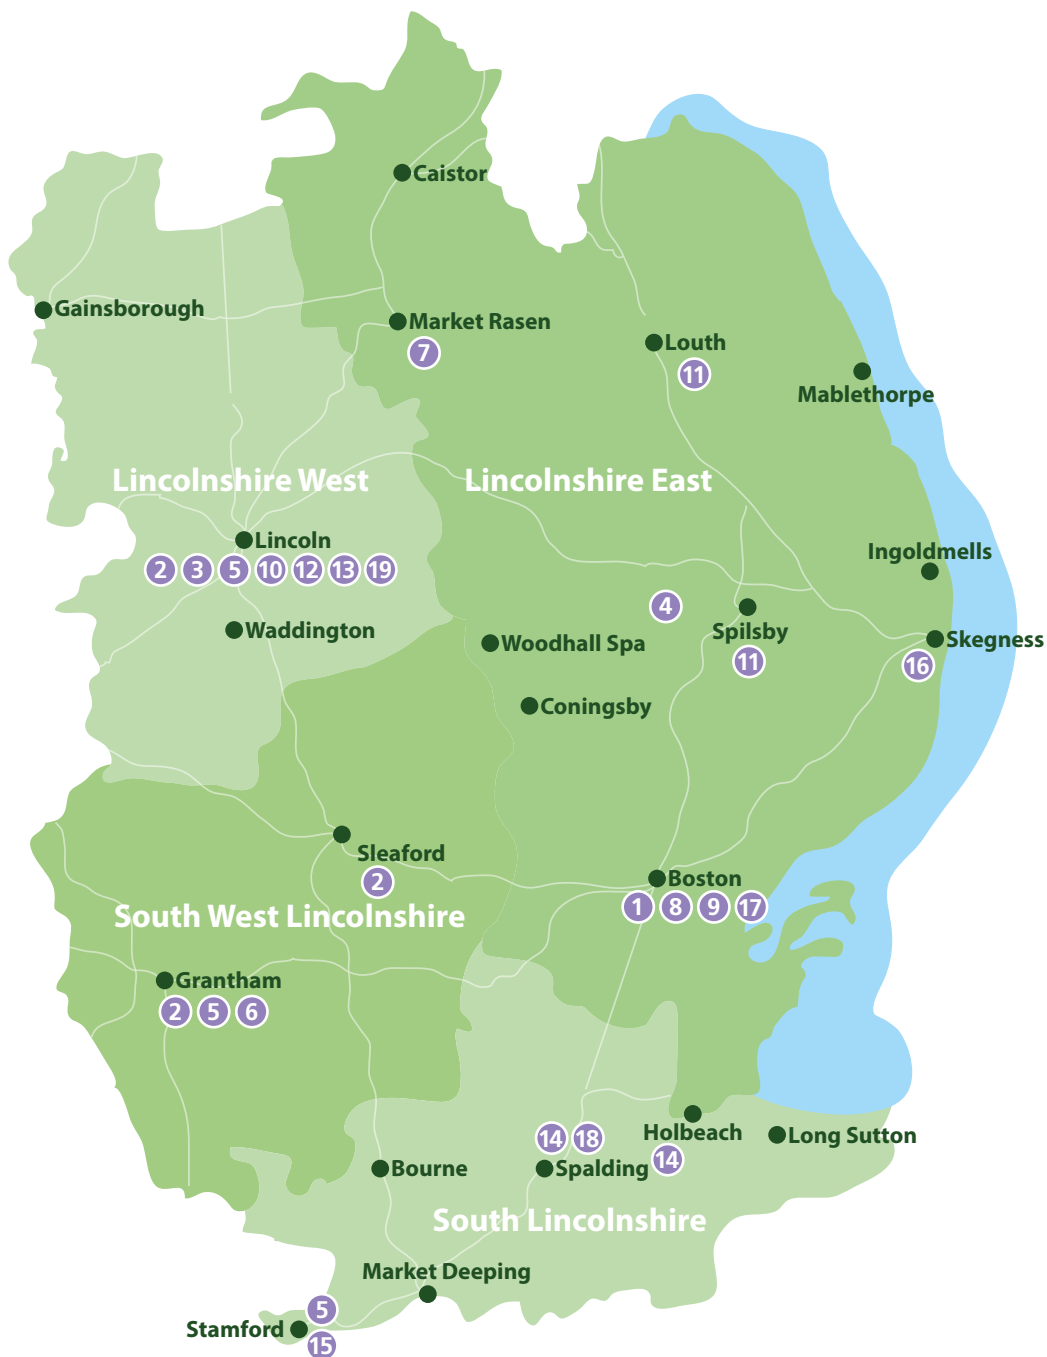 Caistor
Gainsborough
Market Rasen
7
Louth
11
Mablethorpe
Lincolnshire West
Lincolnshire East
Lincoln
2 3 5 10 12 13 19
Ingoldmells
4
Waddington
Spilsby
11
Woodhall Spa
Skegness
16
Coningsby
Sleaford
2
Boston
1 8 9 17
South West Lincolnshire
Grantham
2 5 6
Holbeach
14
Long Sutton
14 18
Spalding
Bourne
South Lincolnshire
Market Deeping
5
Stamford
15